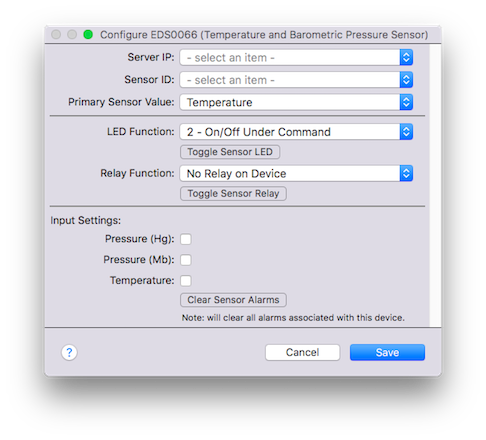 Configure EDS0066 (Temperature and Barometric Pressure Sensor)
Server IP: - select an item -
Sensor ID: - select an item -
Primary Sensor Value: Temperature
LED Function: 2 - On/Off Under Command
Toggle Sensor LED
Relay Function: No Relay on Device
Toggle Sensor Relay
Input Settings:
Pressure (Hg):
Pressure (Mb):
Temperature:
Clear Sensor Alarms
Note: will clear all alarms associated with this device.
? Cancel Save